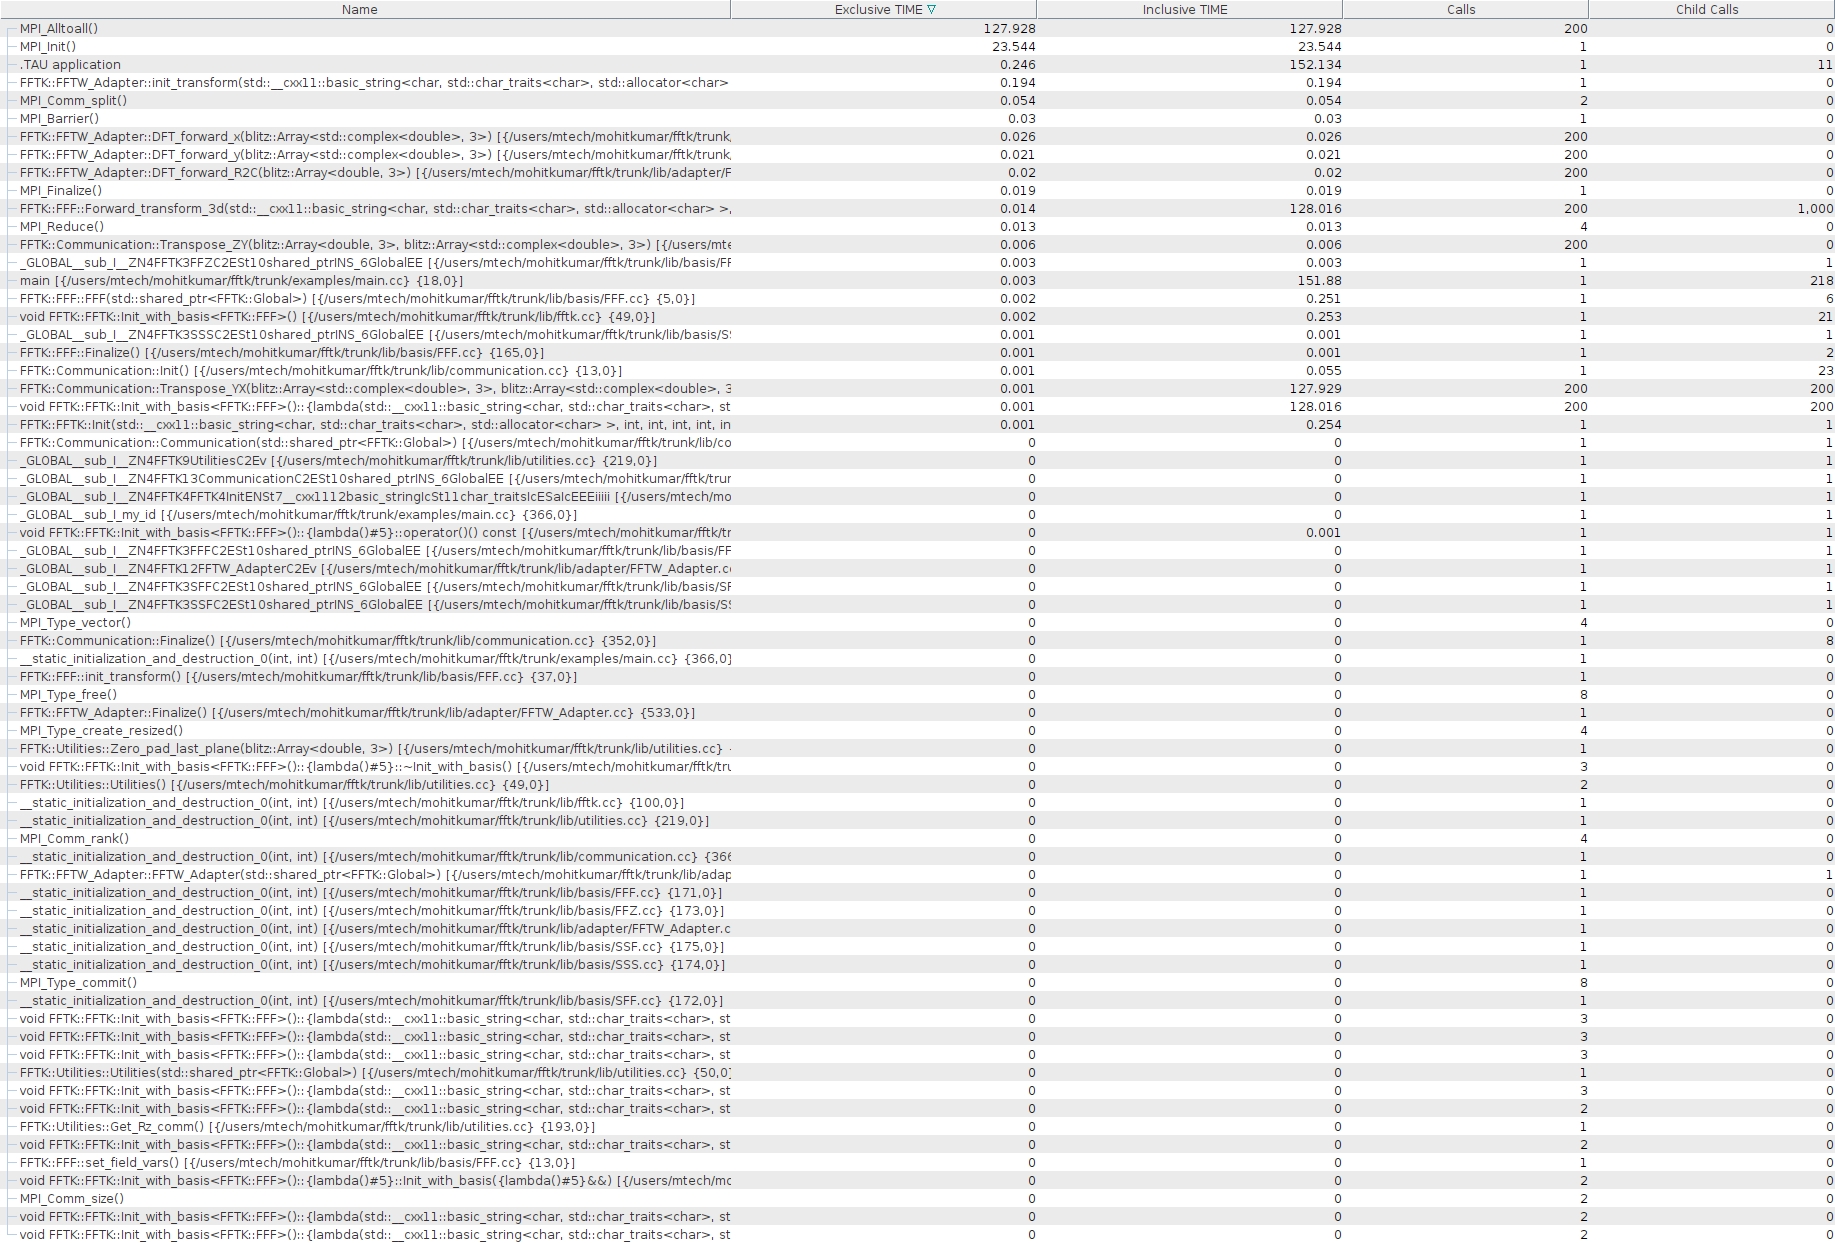 Name Exclusive TIME ▽ Inclusive TIME Calls Child Calls
MPI_Alltoall() 127.928 127.928 200 0
MPI_Init() 23.544 23.544 1 0
.TAU application 0.246 152.134 1 11
FFTK::FFTW_Adapter::init_transform(std::__cxx11::basic_string<char, std::char_traits<char>, std::allocator<char> 0.194 0.194 1 0
MPI_Comm_split() 0.054 0.054 2 0
MPI_Barrier() 0.03 0.03 1 0
FFTK::FFTW_Adapter::DFT_forward_x(blitz::Array<std::complex<double>, 3>) [{/users/mtech/mohitkumar/fftk/trunk, 0.026 0.026 200 0
FFTK::FFTW_Adapter::DFT_forward_y(blitz::Array<std::complex<double>, 3>) [{/users/mtech/mohitkumar/fftk/trunk 0.021 0.021 200 0
FFTK::FFTW_Adapter::DFT_forward_R2C(blitz::Array<double, 3>) [{/users/mtech/mohitkumar/fftk/trunk/lib/adapter/F 0.02 0.02 200 0
MPI_Finalize() 0.019 0.019 1 0
FFTK::FFF::Forward_transform_3d(std::__cxx11::basic_string<char, std::char_traits<char>, std::allocator<char> >, 0.014 128.016 200 1,000
MPI_Reduce() 0.013 0.013 4 0
FFTK::Communication::Transpose_ZY(blitz::Array<double, 3>, blitz::Array<std::complex<double>, 3>) [{/users/mte 0.006 0.006 200 0
_GLOBAL__sub_I__ZN4FFTK3FFZC2ESt10shared_ptrINS_6GlobalEE [{/users/mtech/mohitkumar/fftk/trunk/lib/basis/FF 0.003 0.003 1 1
main [{/users/mtech/mohitkumar/fftk/trunk/examples/main.cc} {18,0}] 0.003 151.88 1 218
FFTK::FFF::FFF(std::shared_ptr<FFTK::Global>) [{/users/mtech/mohitkumar/fftk/trunk/lib/basis/FFF.cc} {5,0}] 0.002 0.251 1 6
void FFTK::FFTK::Init_with_basis<FFTK::FFF>() [{/users/mtech/mohitkumar/fftk/trunk/lib/fftk.cc} {49,0}] 0.002 0.253 1 21
_GLOBAL__sub_I__ZN4FFTK3SSSC2ESt10shared_ptrINS_6GlobalEE [{/users/mtech/mohitkumar/fftk/trunk/lib/basis/SS 0.001 0.001 1 1
FFTK::FFF::Finalize() [{/users/mtech/mohitkumar/fftk/trunk/lib/basis/FFF.cc} {165,0}] 0.001 0.001 1 2
FFTK::Communication::Init() [{/users/mtech/mohitkumar/fftk/trunk/lib/communication.cc} {13,0}] 0.001 0.055 1 23
FFTK::Communication::Transpose_YX(blitz::Array<std::complex<double>, 3>, blitz::Array<std::complex<double>, 3 0.001 127.929 200 200
void FFTK::FFTK::Init_with_basis<FFTK::FFF>()::{lambda(std::__cxx11::basic_string<char, std::char_traits<char>, st 0.001 128.016 200 200
FFTK::FFTK::Init(std::__cxx11::basic_string<char, std::char_traits<char>, std::allocator<char> >, int, int, int, int, in 0.001 0.254 1 1
FFTK::Communication::Communication(std::shared_ptr<FFTK::Global>) [{/users/mtech/mohitkumar/fftk/trunk/lib/co 0 0 1 1
_GLOBAL__sub_I__ZN4FFTK9UtilitiesC2Ev [{/users/mtech/mohitkumar/fftk/trunk/lib/utilities.cc} {219,0}] 0 0 1 1
_GLOBAL__sub_I__ZN4FFTK13CommunicationC2ESt10shared_ptrINS_6GlobalEE [{/users/mtech/mohitkumar/fftk/trur 0 0 1 1
_GLOBAL__sub_I__ZN4FFTK4FFTK4InitENSt7__cxx1112basic_stringIcSt11char_traitsIcESaIcEEEiiiii [{/users/mtech/mo 0 0 1 1
_GLOBAL__sub_I_my_id [{/users/mtech/mohitkumar/fftk/trunk/examples/main.cc} {366,0}] 0 0 1 1
void FFTK::FFTK::Init_with_basis<FFTK::FFF>()::{lambda()#5}::operator()() const [{/users/mtech/mohitkumar/fftk/tr 0 0.001 1 1
_GLOBAL__sub_I__ZN4FFTK3FFFC2ESt10shared_ptrINS_6GlobalEE [{/users/mtech/mohitkumar/fftk/trunk/lib/basis/FF 0 0 1 1
_GLOBAL__sub_I__ZN4FFTK12FFTW_AdapterC2Ev [{/users/mtech/mohitkumar/fftk/trunk/lib/adapter/FFTW_Adapter.c 0 0 1 1
_GLOBAL__sub_I__ZN4FFTK3SFFC2ESt10shared_ptrINS_6GlobalEE [{/users/mtech/mohitkumar/fftk/trunk/lib/basis/SF 0 0 1 1
_GLOBAL__sub_I__ZN4FFTK3SSFC2ESt10shared_ptrINS_6GlobalEE [{/users/mtech/mohitkumar/fftk/trunk/lib/basis/SS 0 0 1 1
MPI_Type_vector() 0 0 4 0
FFTK::Communication::Finalize() [{/users/mtech/mohitkumar/fftk/trunk/lib/communication.cc} {352,0}] 0 0 1 8
__static_initialization_and_destruction_0(int, int) [{/users/mtech/mohitkumar/fftk/trunk/examples/main.cc} {366,0] 0 0 1 0
FFTK::FFF::init_transform() [{/users/mtech/mohitkumar/fftk/trunk/lib/basis/FFF.cc} {37,0}] 0 0 1 0
MPI_Type_free() 0 0 8 0
FFTK::FFTW_Adapter::Finalize() [{/users/mtech/mohitkumar/fftk/trunk/lib/adapter/FFTW_Adapter.cc} {533,0}] 0 0 1 0
MPI_Type_create_resized() 0 0 4 0
FFTK::Utilities::Zero_pad_last_plane(blitz::Array<double, 3>) [{/users/mtech/mohitkumar/fftk/trunk/lib/utilities.cc} 0 0 1 0
void FFTK::FFTK::Init_with_basis<FFTK::FFF>()::{lambda()#5}::~Init_with_basis() [{/users/mtech/mohitkumar/fftk/tru 0 0 3 0
FFTK::Utilities::Utilities() [{/users/mtech/mohitkumar/fftk/trunk/lib/utilities.cc} {49,0}] 0 0 2 0
__static_initialization_and_destruction_0(int, int) [{/users/mtech/mohitkumar/fftk/trunk/lib/fftk.cc} {100,0}] 0 0 1 0
__static_initialization_and_destruction_0(int, int) [{/users/mtech/mohitkumar/fftk/trunk/lib/utilities.cc} {219,0}] 0 0 1 0
MPI_Comm_rank() 0 0 4 0
__static_initialization_and_destruction_0(int, int) [{/users/mtech/mohitkumar/fftk/trunk/lib/communication.cc} {366 0 0 1 0
FFTK::FFTW_Adapter::FFTW_Adapter(std::shared_ptr<FFTK::Global>) [{/users/mtech/mohitkumar/fftk/trunk/lib/adap 0 0 1 1
__static_initialization_and_destruction_0(int, int) [{/users/mtech/mohitkumar/fftk/trunk/lib/basis/FFF.cc} {171,0}] 0 0 1 0
__static_initialization_and_destruction_0(int, int) [{/users/mtech/mohitkumar/fftk/trunk/lib/basis/FFZ.cc} {173,0}] 0 0 1 0
__static_initialization_and_destruction_0(int, int) [{/users/mtech/mohitkumar/fftk/trunk/lib/adapter/FFTW_Adapter.c 0 0 1 0
__static_initialization_and_destruction_0(int, int) [{/users/mtech/mohitkumar/fftk/trunk/lib/basis/SSF.cc} {175,0}] 0 0 1 0
__static_initialization_and_destruction_0(int, int) [{/users/mtech/mohitkumar/fftk/trunk/lib/basis/SSS.cc} {174,0}] 0 0 1 0
MPI_Type_commit() 0 0 8 0
__static_initialization_and_destruction_0(int, int) [{/users/mtech/mohitkumar/fftk/trunk/lib/basis/SFF.cc} {172,0}] 0 0 1 0
void FFTK::FFTK::Init_with_basis<FFTK::FFF>()::{lambda(std::__cxx11::basic_string<char, std::char_traits<char>, st 0 0 3 0
void FFTK::FFTK::Init_with_basis<FFTK::FFF>()::{lambda(std::__cxx11::basic_string<char, std::char_traits<char>, st 0 0 3 0
void FFTK::FFTK::Init_with_basis<FFTK::FFF>()::{lambda(std::__cxx11::basic_string<char, std::char_traits<char>, st 0 0 3 0
FFTK::Utilities::Utilities(std::shared_ptr<FFTK::Global>) [{/users/mtech/mohitkumar/fftk/trunk/lib/utilities.cc} {50,0] 0 0 1 0
void FFTK::FFTK::Init_with_basis<FFTK::FFF>()::{lambda(std::__cxx11::basic_string<char, std::char_traits<char>, st 0 0 3 0
void FFTK::FFTK::Init_with_basis<FFTK::FFF>()::{lambda(std::__cxx11::basic_string<char, std::char_traits<char>, st 0 0 2 0
FFTK::Utilities::Get_Rz_comm() [{/users/mtech/mohitkumar/fftk/trunk/lib/utilities.cc} {193,0}] 0 0 1 0
void FFTK::FFTK::Init_with_basis<FFTK::FFF>()::{lambda(std::__cxx11::basic_string<char, std::char_traits<char>, st 0 0 2 0
FFTK::FFF::set_field_vars() [{/users/mtech/mohitkumar/fftk/trunk/lib/basis/FFF.cc} {13,0}] 0 0 1 0
void FFTK::FFTK::Init_with_basis<FFTK::FFF>()::{lambda()#5}::Init_with_basis({lambda()#5}&&) [{/users/mtech/mo 0 0 2 0
MPI_Comm_size() 0 0 2 0
void FFTK::FFTK::Init_with_basis<FFTK::FFF>()::{lambda(std::__cxx11::basic_string<char, std::char_traits<char>, st 0 0 2 0
void FFTK::FFTK::Init_with_basis<FFTK::FFF>()::{lambda(std::__cxx11::basic_string<char, std::char_traits<char>, st 0 0 2 0